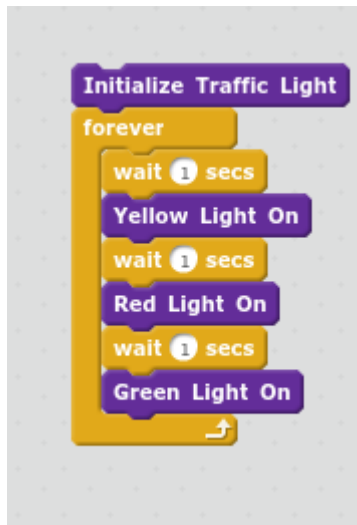 Initialize Traffic Light
forever
wait 1 secs
Yellow Light On
wait 1 secs
Red Light On
wait 1 secs
Green Light On